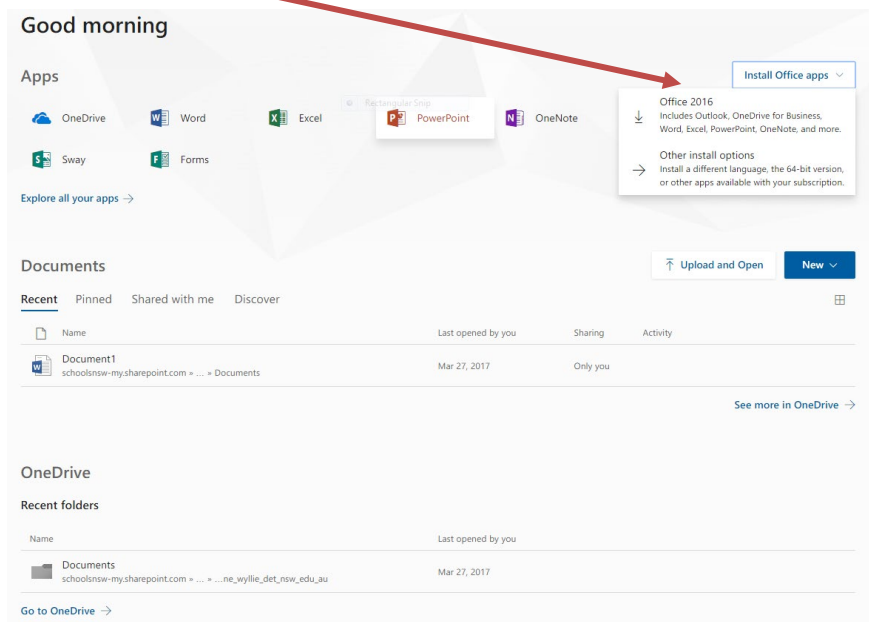 Good morning
Apps
Install Office apps
Rectangular Snip
OneDrive
Word
Excel
PowerPoint
OneNote
Office 2016
Includes Outlook, OneDrive for Business,
Word, Excel, PowerPoint, OneNote, and more.
Sway
Forms
Other install options
Install a different language, the 64-bit version,
or other apps available with your subscription.
Explore all your apps
Documents
Upload and Open
New
Recent Pinned Shared with me Discover
Name Last opened by you Sharing Activity
Document1
schoolsnsw-my.sharepoint.com » ... » Documents
Mar 27, 2017
Only you
See more in OneDrive
OneDrive
Recent folders
Name Last opened by you
Documents
schoolsnsw-my.sharepoint.com » ... » ...ne_wyllie_det_nsw_edu_au
Mar 27, 2017
Go to OneDrive